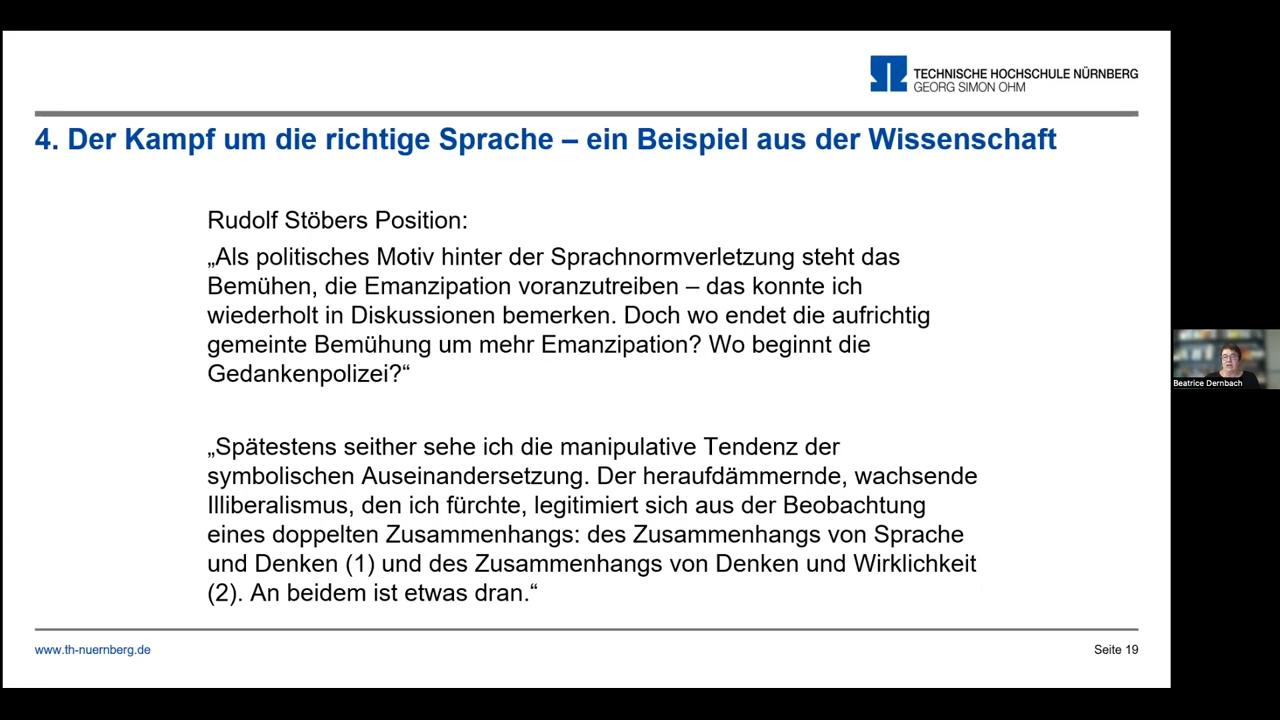 TECHNISCHE HOCHSCHULE NÜRNBERG
GEORG SIMON OHM
4. Der Kampf um die richtige Sprache – ein Beispiel aus der Wissenschaft
Rudolf Stöbers Position:
„Als politisches Motiv hinter der Sprachnormverletzung steht das
Bemühen, die Emanzipation voranzutreiben – das konnte ich
wiederholt in Diskussionen bemerken. Doch wo endet die aufrichtig
gemeinte Bemühung um mehr Emanzipation? Wo beginnt die
Gedankenpolizei?“
„Spätestens seither sehe ich die manipulative Tendenz der
symbolischen Auseinandersetzung. Der heraufdämmernde, wachsende
Illiberalismus, den ich fürchte, legitimiert sich aus der Beobachtung
eines doppelten Zusammenhangs: des Zusammenhangs von Sprache
und Denken (1) und des Zusammenhangs von Denken und Wirklichkeit
(2). An beidem ist etwas dran.“
www.th-nuernberg.de
Seite 19
Beatrice Dernbach